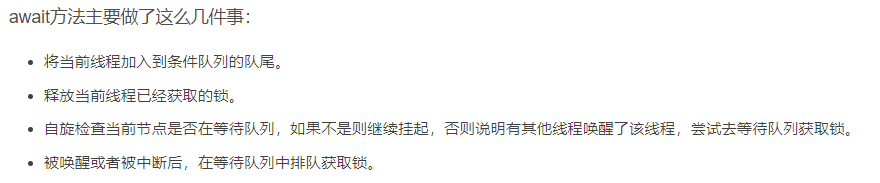 await方法主要做了这么几件事：
将当前线程加入到条件队列的队尾。
释放当前线程已经获取的锁。
自旋检查当前节点是否在等待队列，如果不是则继续挂起，否则说明有其他线程唤醒了该线程，尝试去等待队列获取锁。
被唤醒或者被中断后，在等待队列中排队获取锁。